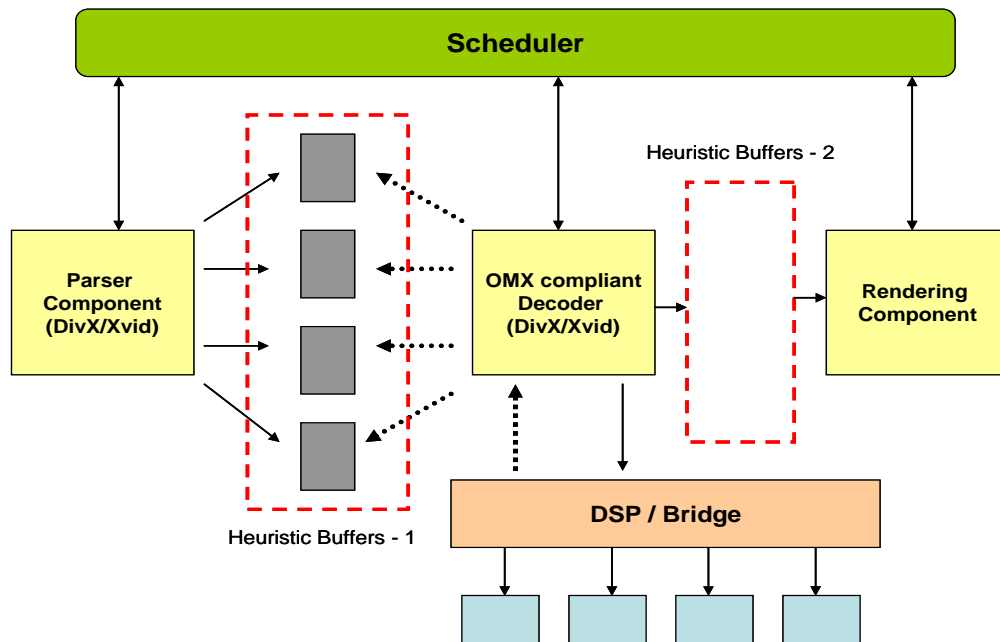 Scheduler
Heuristic Buffers - 2
Parser
Component
(DivX/Xvid)
OMX compliant
Decoder
(DivX/Xvid)
Rendering
Component
DSP / Bridge
Heuristic Buffers - 1